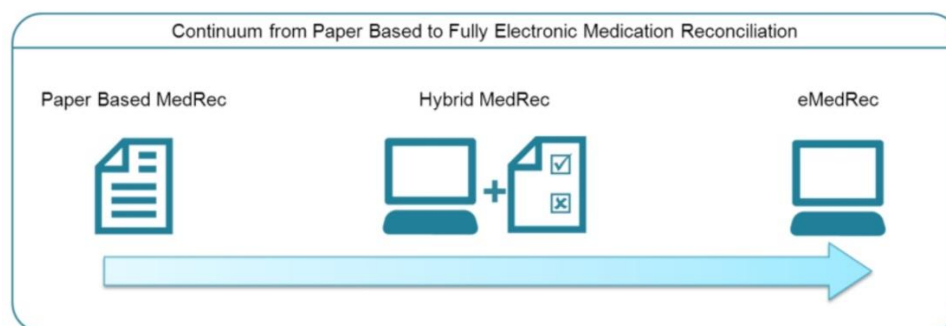 Continuum from Paper Based to Fully Electronic Medication Reconciliation
Paper Based MedRec
Hybrid MedRec
eMedRec